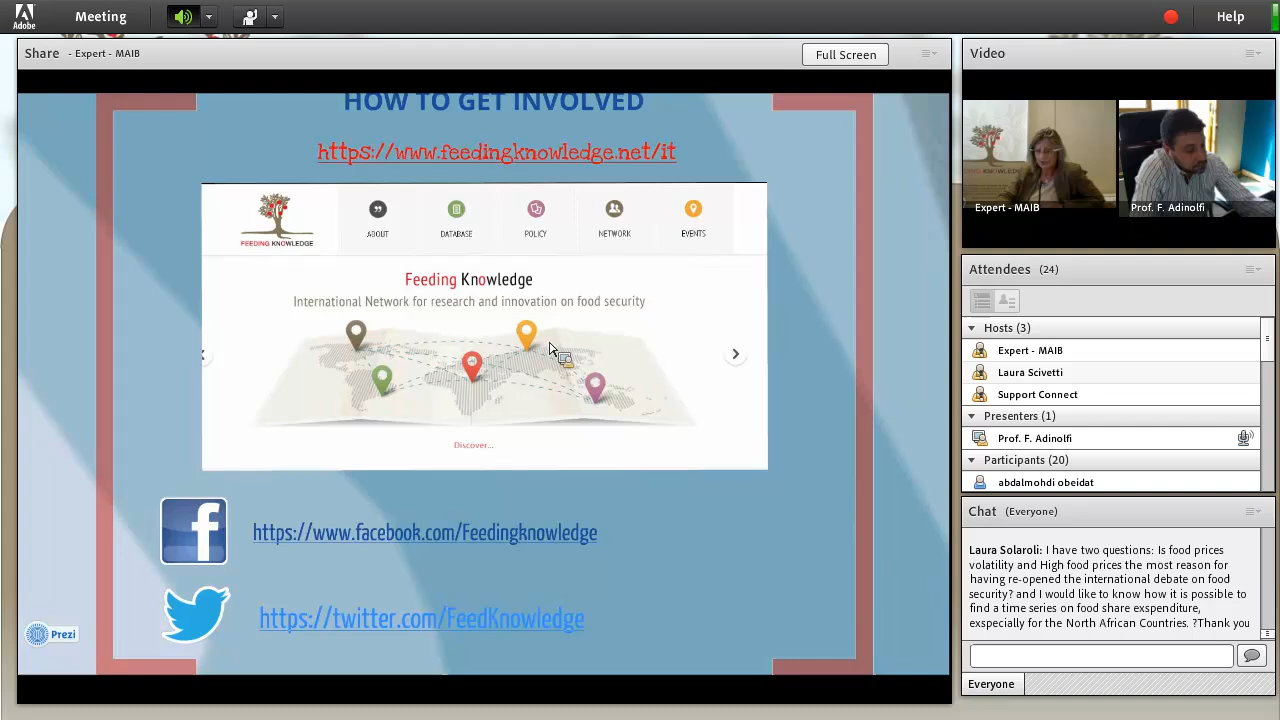 Adobe
Meeting
Help
Share - Expert - MAIB
Full Screen
HOW TO GET INVOLVED
https://www.feedingknowledge.net/it
FEEDING KNOWLEDGE
ABOUT
DATABASE
POLICY
NETWORK
EVENTS
Feeding Knowledge
International Network for research and innovation on food security
Discover...
f
https://www.facebook.com/Feedingknowledge
https://twitter.com/FeedKnowledge
Prezi
Video
Expert - MAIB
Prof. F. Adinolfi
Attendees (24)
Hosts (3)
Expert - MAIB
Laura Scivetti
Support Connect
Presenters (1)
Prof. F. Adinolfi
Participants (20)
abdalmohdi obeidat
Chat (Everyone)
Laura Solaroli: I have two questions: Is food prices
volatility and High food prices the most reason for
having re-opened the international debate on food
security? and I would like to know how it is possible to
find a time series on food share exspenditure,
exspecially for the North African Countries. ?Thank you
Everyone